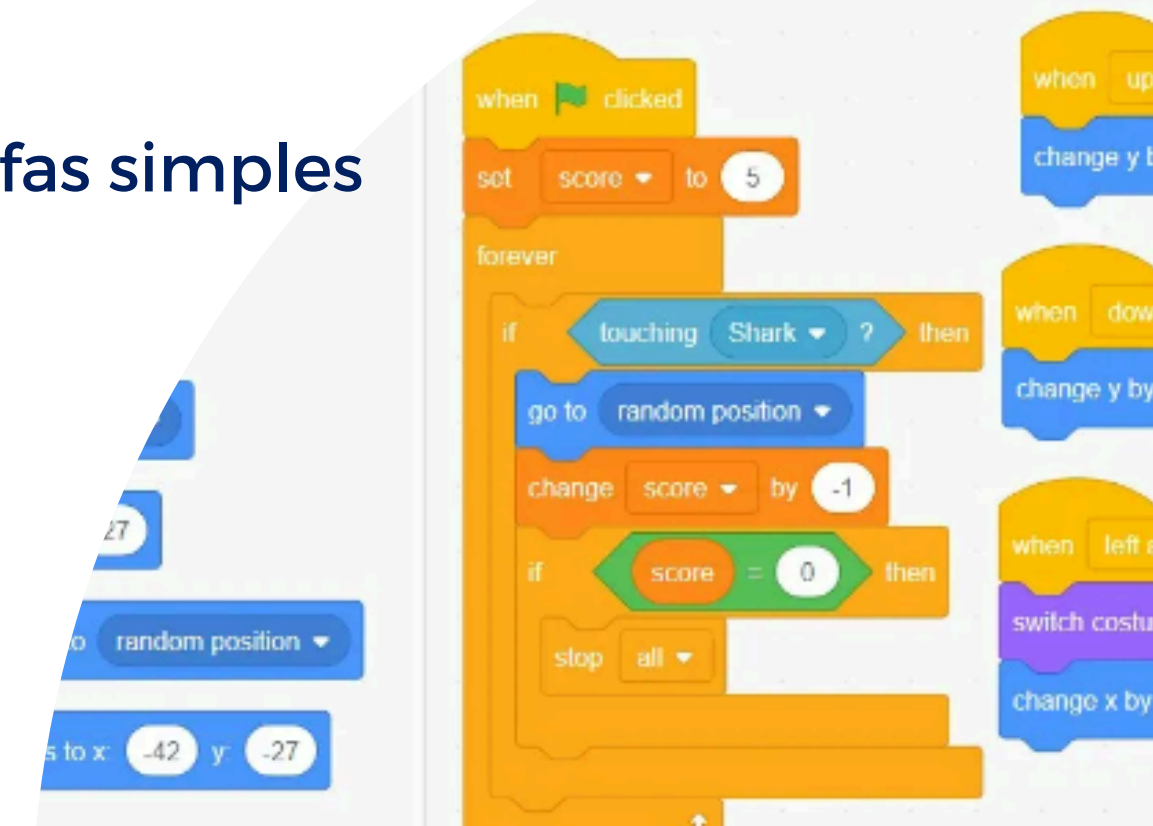 fas simples
when clicked
set score to 5
forever
if touching Shark ? then
go to random position
change score by -1
if score = 0 then
stop all
27
random position
s to x: -42 y: -27
when up
change y b
when dow
change y by
when left a
switch costu
change x by